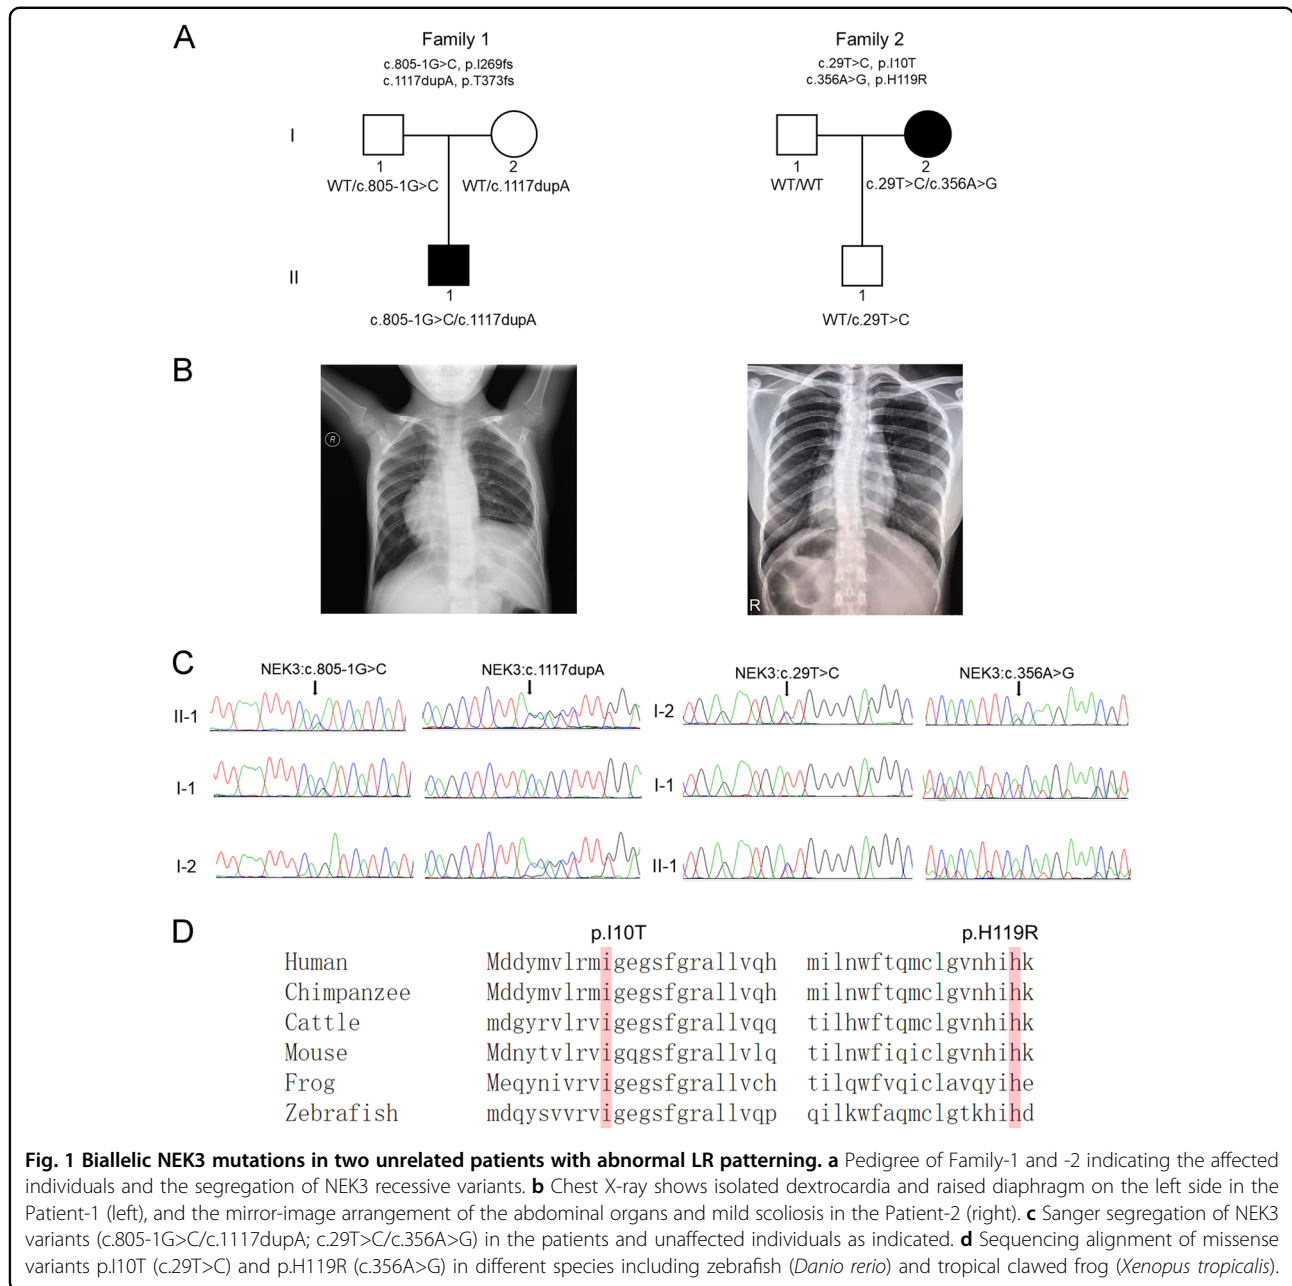 A
Family 1
c.805-1G>C, p.I269fs
c.1117dupA, p.T373fs
Family 2
c.29T>C, p.I10T
c.356A>G, p.H119R
I
1
2
1
2
WT/c.805-1G>C
WT/c.1117dupA
WT/WT
c.29T>C/c.356A>G
II
1
1
c.805-1G>C/c.1117dupA
WT/c.29T>C
B
R
R
C
NEK3:c.805-1G>C
NEK3:c.1117dupA
NEK3:c.29T>C
NEK3:c.356A>G
II-1
I-2
I-1
I-1
I-2
II-1
D
p.I10T
p.H119R
Human Mddymvlrmigegsfgrallvqh milnwftqmclgvnhihk
Chimpanzee Mddymvlrmigegsfgrallvqh milnwftqmclgvnhihk
Cattle mdgyrvlrvigegsfgrallvqq tilhwftqmclgvnhihk
Mouse Mdnytvlrvigqgsfgrallvlq tilnwfiqiclgvnhihk
Frog Meqynivrvigegsfgrallvch tilqwfvqiclavqyihe
Zebrafish mdqysvvrvigegsfgrallvqp qilkwfaqmclgtkhihd
Fig. 1 Biallelic NEK3 mutations in two unrelated patients with abnormal LR patterning. a Pedigree of Family-1 and -2 indicating the affected
individuals and the segregation of NEK3 recessive variants. b Chest X-ray shows isolated dextrocardia and raised diaphragm on the left side in the
Patient-1 (left), and the mirror-image arrangement of the abdominal organs and mild scoliosis in the Patient-2 (right). c Sanger segregation of NEK3
variants (c.805-1G>C/c.1117dupA; c.29T>C/c.356A>G) in the patients and unaffected individuals as indicated. d Sequencing alignment of missense
variants p.I10T (c.29T>C) and p.H119R (c.356A>G) in different species including zebrafish (Danio rerio) and tropical clawed frog (Xenopus tropicalis).